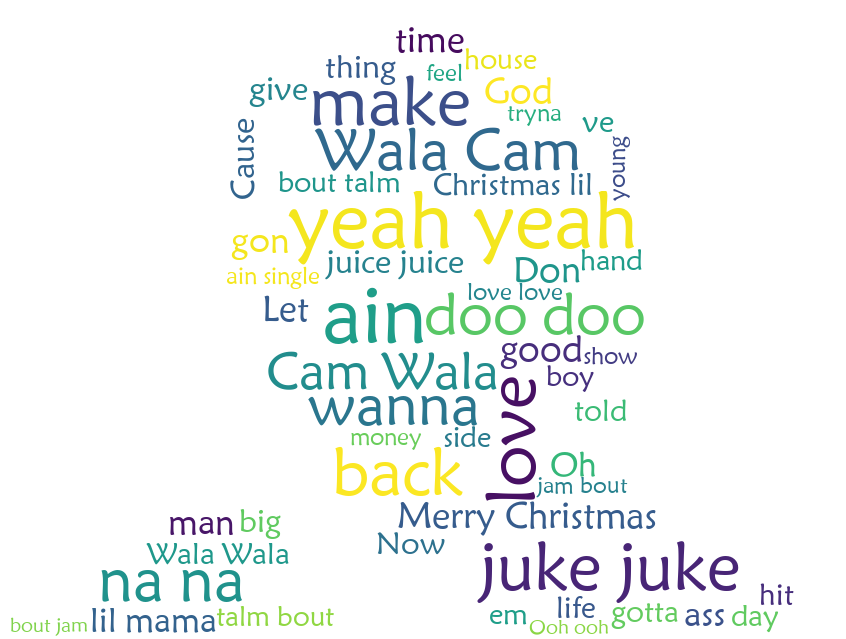 time
house
thing
feel
give
make
God
tryna
ve
Cause
Wala Cam
young
bout talm
Christmas lil
yeah yeah
gon
juice juice
Don
hand
ain single
love love
Let
ain
doo doo
good
show
Cam Wala
boy
wanna
love
told
money
side
back
Oh
jam bout
man
big
Merry Christmas
Wala Wala
Now
na na
juke juke
hit
bout jam
lil mama
talm bout
em
life
Ooh ooh
gotta
ass
day